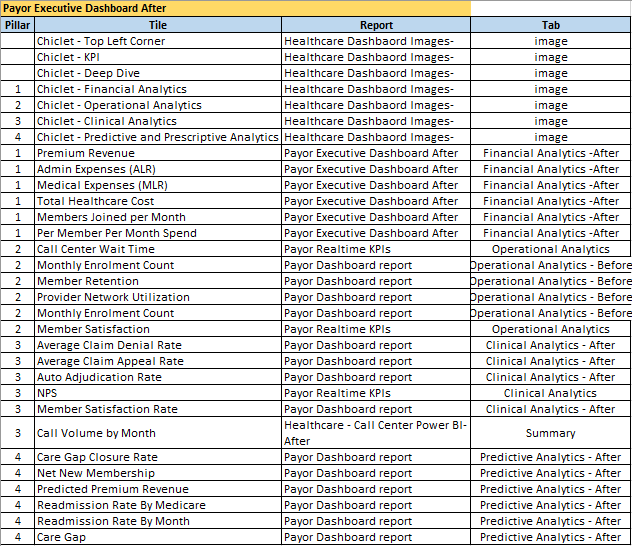 Payor Executive Dashboard After
Pillar Tile Report Tab
Chiclet - Top Left Corner Healthcare Dashbaord Images- image
Chiclet - KPI Healthcare Dashbaord Images- image
Chiclet - Deep Dive Healthcare Dashbaord Images- image
1 Chiclet - Financial Analytics Healthcare Dashbaord Images- image
2 Chiclet - Operational Analytics Healthcare Dashbaord Images- image
3 Chiclet - Clinical Analytics Healthcare Dashbaord Images- image
4 Chiclet - Predictive and Prescriptive Analytics Healthcare Dashbaord Images- image
1 Premium Revenue Payor Executive Dashboard After Financial Analytics -After
1 Admin Expenses (ALR) Payor Executive Dashboard After Financial Analytics -After
1 Medical Expenses (MLR) Payor Executive Dashboard After Financial Analytics -After
1 Total Healthcare Cost Payor Executive Dashboard After Financial Analytics -After
1 Members Joined per Month Payor Executive Dashboard After Financial Analytics -After
1 Per Member Per Month Spend Payor Executive Dashboard After Financial Analytics -After
2 Call Center Wait Time Payor Realtime KPIs Operational Analytics
2 Monthly Enrolment Count Payor Dashboard report Operational Analytics - Before
2 Member Retention Payor Dashboard report Operational Analytics - Before
2 Provider Network Utilization Payor Dashboard report Operational Analytics - Before
2 Monthly Enrolment Count Payor Dashboard report Operational Analytics - Before
2 Member Satisfaction Payor Realtime KPIs Operational Analytics
3 Average Claim Denial Rate Payor Dashboard report Clinical Analytics - After
3 Average Claim Appeal Rate Payor Dashboard report Clinical Analytics - After
3 Auto Adjudication Rate Payor Dashboard report Clinical Analytics - After
3 NPS Payor Realtime KPIs Clinical Analytics
3 Member Satisfaction Rate Payor Dashboard report Clinical Analytics - After
3 Call Volume by Month Healthcare - Call Center Power BI- Summary
After
4 Care Gap Closure Rate Payor Dashboard report Predictive Analytics - After
4 Net New Membership Payor Dashboard report Predictive Analytics - After
4 Predicted Premium Revenue Payor Dashboard report Predictive Analytics - After
4 Readmission Rate By Medicare Payor Dashboard report Predictive Analytics - After
4 Readmission Rate By Month Payor Dashboard report Predictive Analytics - After
4 Care Gap Payor Dashboard report Predictive Analytics - After